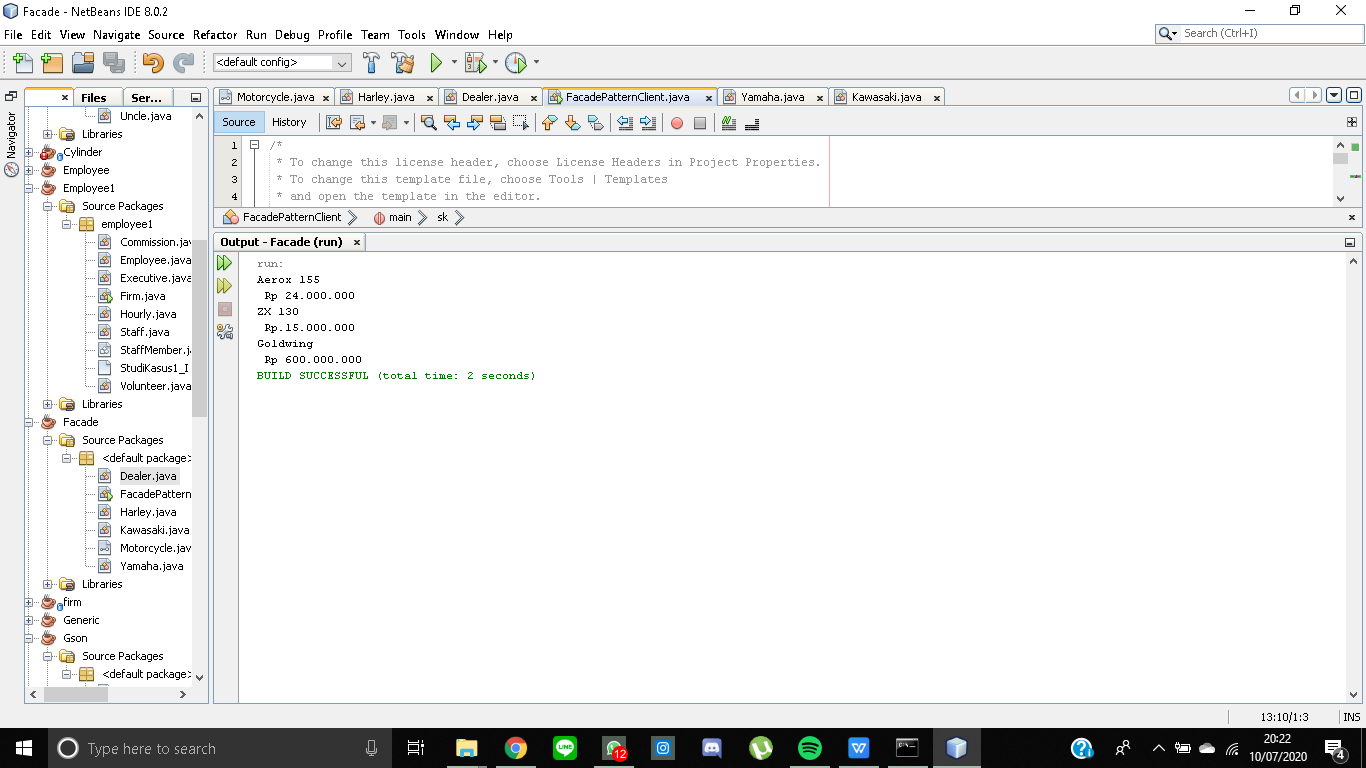 Facade - NetBeans IDE 8.0.2
File Edit View Navigate Source Refactor Run Debug Profile Team Tools Window Help
Search (Ctrl+I)
<default config>
Files
Ser...
Navigator
Uncle.java
Libraries
Cylinder
Employee
Employee1
Source Packages
employee1
Commission.jav
Employee.java
Executive.java
Firm.java
Hourly.java
Staff.java
StaffMember.j
StudiKasus1_I
Volunteer.java
Libraries
Facade
Source Packages
<default package>
Dealer.java
FacadePattern
Harley.java
Kawasaki.java
Motorcycle.jav
Yamaha.java
Libraries
firm
Generic
Gson
Source Packages
<default package>
Motorcycle.java Harley.java Dealer.java FacadePatternClient.java Yamaha.java Kawasaki.java
Source History
1 /*
2 * To change this license header, choose License Headers in Project Properties.
3 * To change this template file, choose Tools | Templates
4 * and open the template in the editor.
FacadePatternClient main sk
Output - Facade (run)
run:
Aerox 155
Rp 24.000.000
ZX 130
Rp.15.000.000
Goldwing
Rp 600.000.000
BUILD SUCCESSFUL (total time: 2 seconds)
13:10/1:3 INS
Type here to search
12
20:22
10/07/2020
4